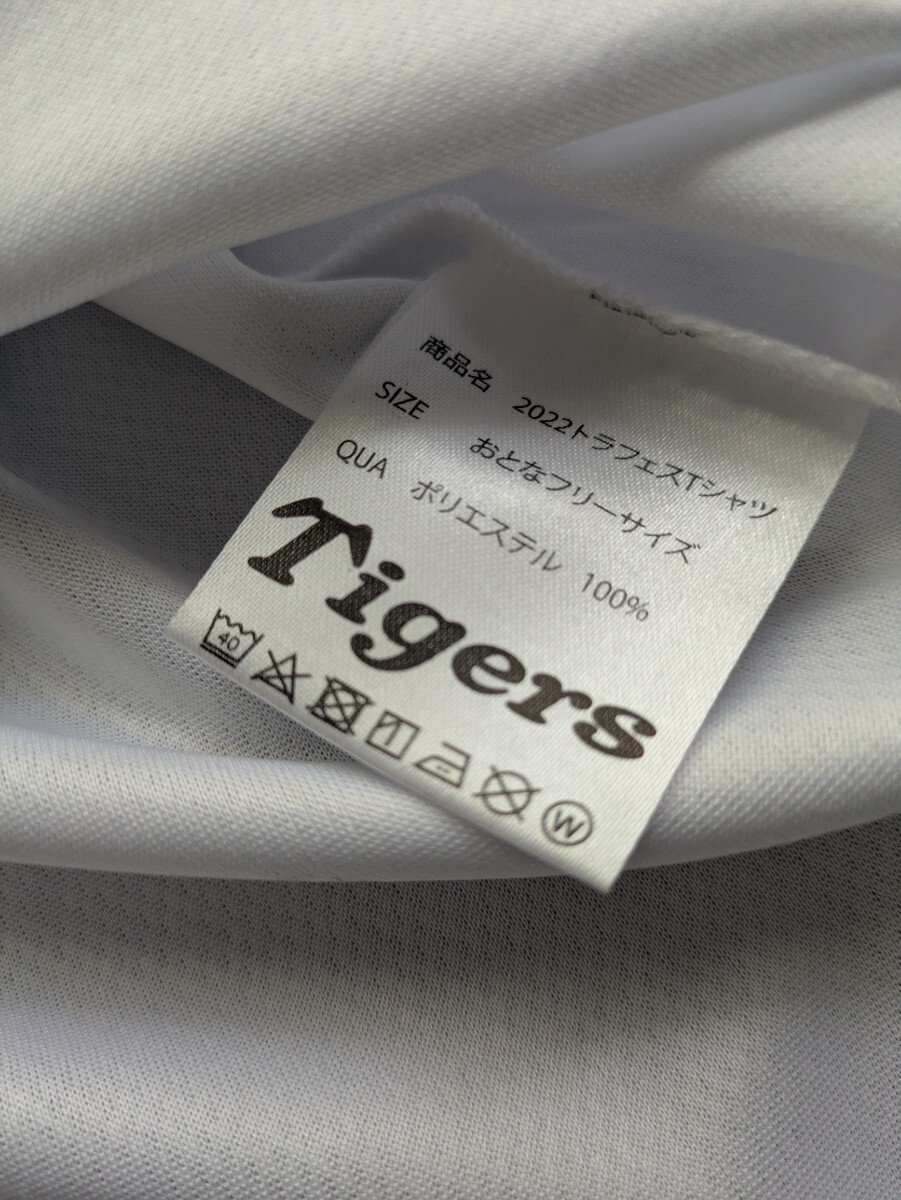 商品名 2022トラフェスTシャツ
SIZE おとなフリーサイズ
QUA ポリエステル 100%
Tigers
40
W